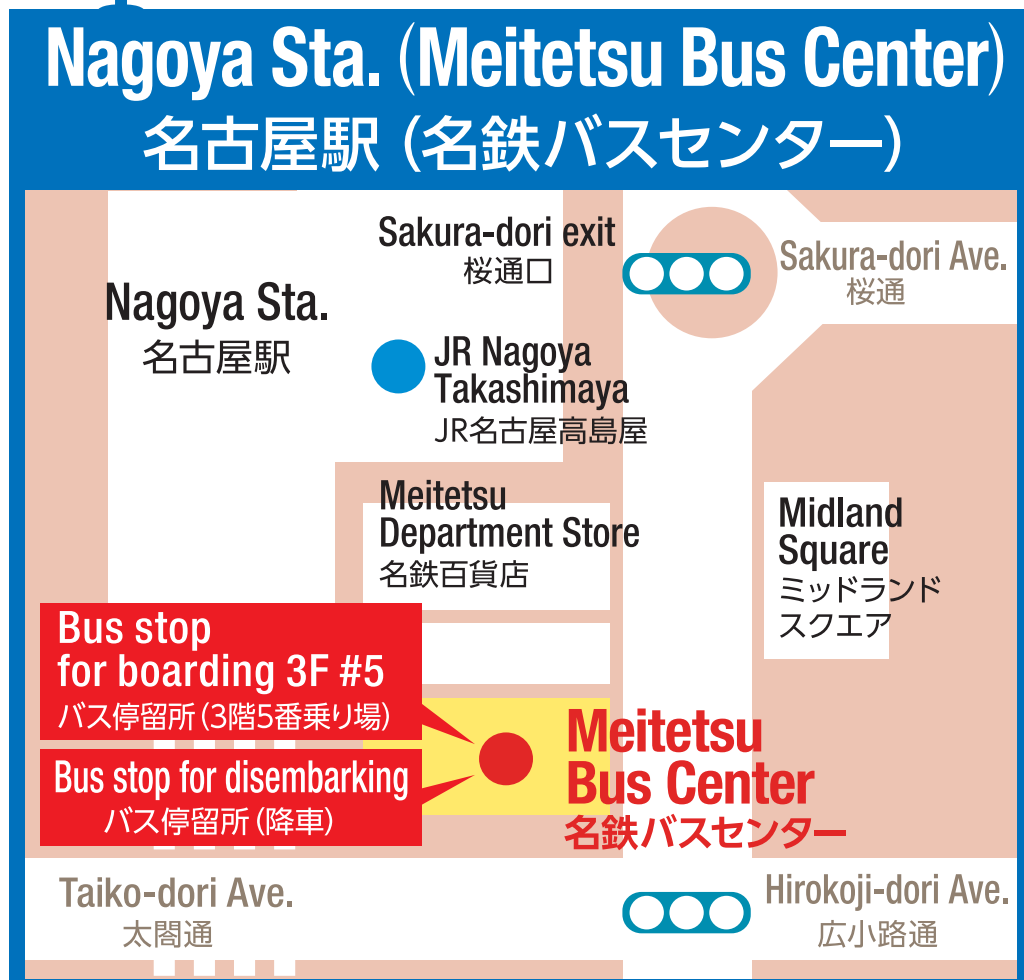 Nagoya Sta. (Meitetsu Bus Center)
名古屋駅 (名鉄バスセンター)
Sakura-dori exit
桜通口
Sakura-dori Ave.
桜通
Nagoya Sta.
名古屋駅
JR Nagoya
Takashimaya
JR名古屋高島屋
Meitetsu
Department Store
名鉄百貨店
Midland
Square
ミッドランド
スクエア
Bus stop
for boarding 3F #5
バス停留所 (3階5番乗り場)
Bus stop for disembarking
バス停留所 (降車)
Meitetsu
Bus Center
名鉄バスセンター
Taiko-dori Ave.
太閤通
Hirokoji-dori Ave.
広小路通